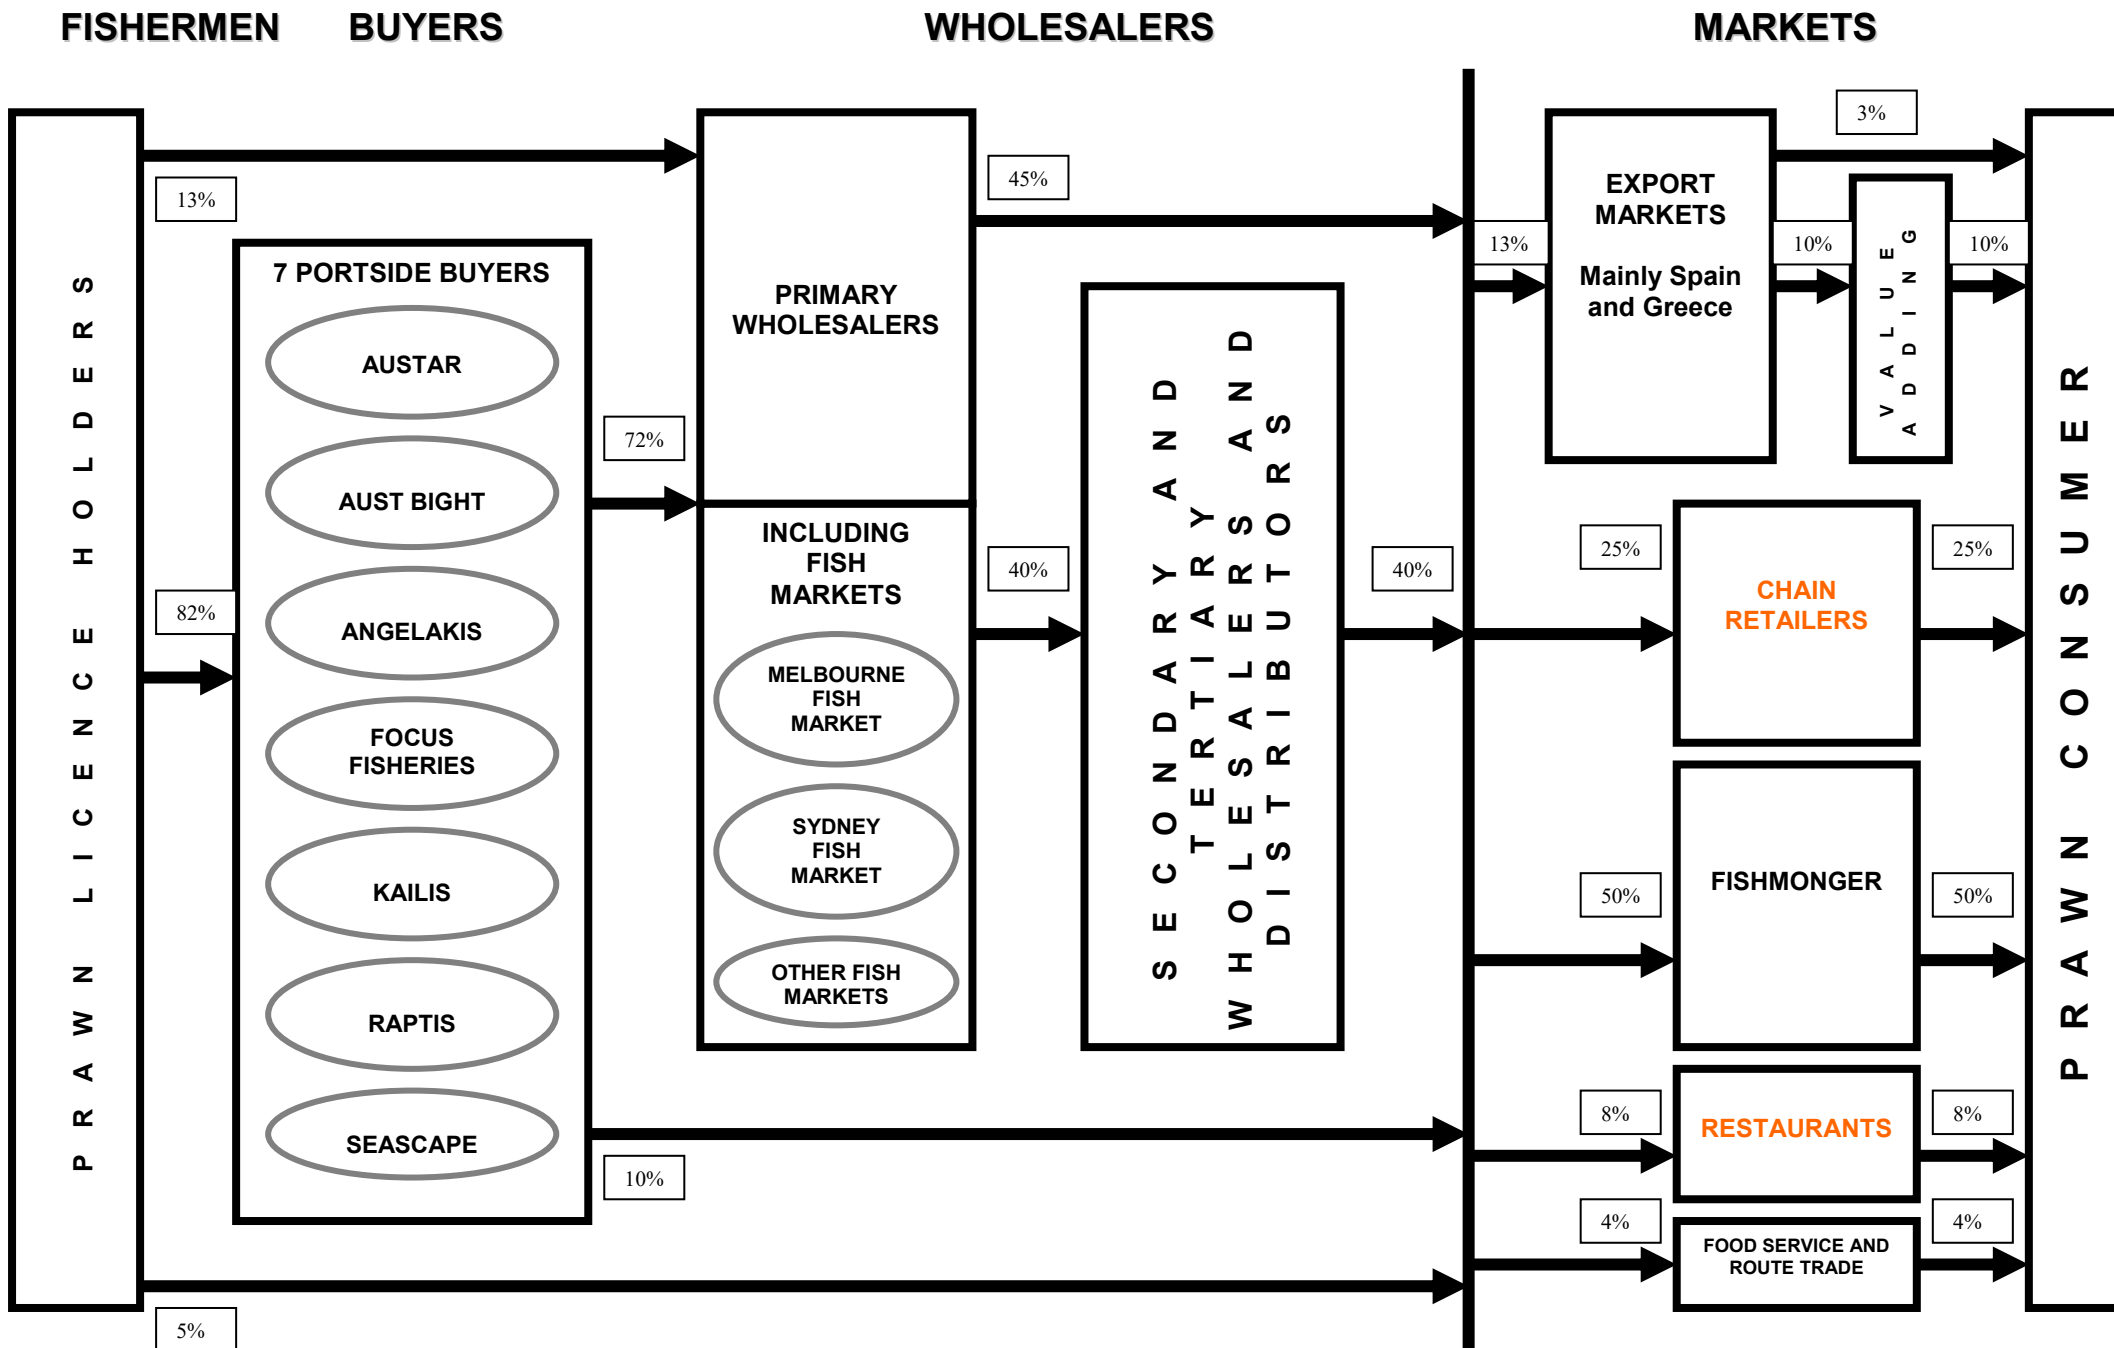 FISHERMEN
BUYERS
WHOLESALERS
MARKETS
PRAWN LICENCE HOLDERS
13%
82%
5%
7 PORTSIDE BUYERS
AUSTAR
AUST BIGHT
ANGELAKIS
FOCUS
FISHERIES
KAILIS
RAPTIS
SEASCAPE
72%
10%
PRIMARY
WHOLESALERS
INCLUDING
FISH
MARKETS
MELBOURNE
FISH
MARKET
SYDNEY
FISH
MARKET
OTHER FISH
MARKETS
45%
40%
SECONDARY AND
TERTIARY
WHOLESALERS AND
DISTRIBUTORS
40%
13%
EXPORT
MARKETS
Mainly Spain
and Greece
3%
10%
VALUE
ADDING
10%
25%
CHAIN
RETAILERS
25%
50%
FISHMONGER
50%
8%
RESTAURANTS
8%
4%
FOOD SERVICE AND
ROUTE TRADE
4%
PRAWN CONSUMER